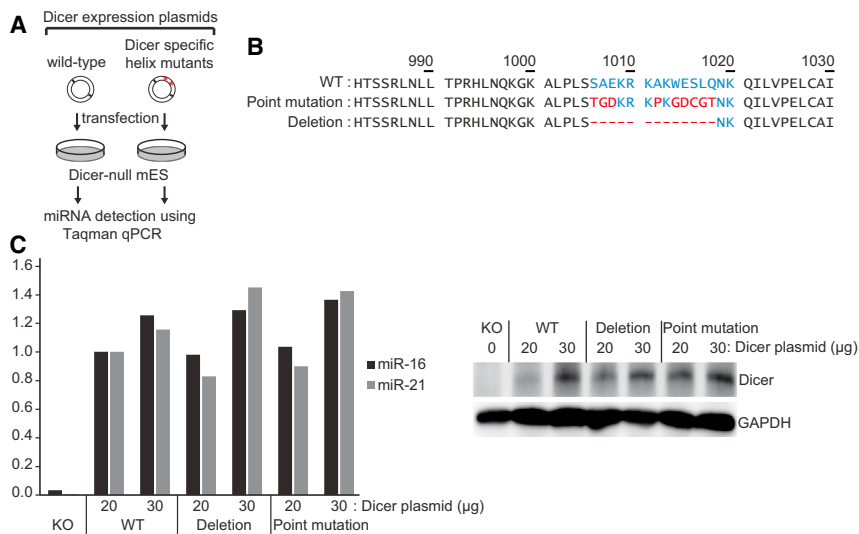 A
Dicer expression plasmids
wild-type
Dicer specific
helix mutants
transfection
Dicer-null mES
miRNA detection using
Taqman qPCR
B
990 1000 1010 1020 1030
WT : HTSSRLNLL TPRHLNQKGK ALPLSSAEKR KAKWESLQNK QILVPELCAI
Point mutation : HTSSRLNLL TPRHLNQKGK ALPLSTGDKR KPKGDCGTNK QILVPELCAI
Deletion : HTSSRLNLL TPRHLNQKGK ALPLS----- --------NK QILVPELCAI
C
1.6
1.4
1.2
1.0
0.8
0.6
0.4
0.2
0.0
miR-16
miR-21
20 30 20 30 20 30 : Dicer plasmid (µg)
KO WT Deletion Point mutation
KO WT Deletion Point mutation
0 20 30 20 30 20 30: Dicer plasmid (µg)
Dicer
GAPDH